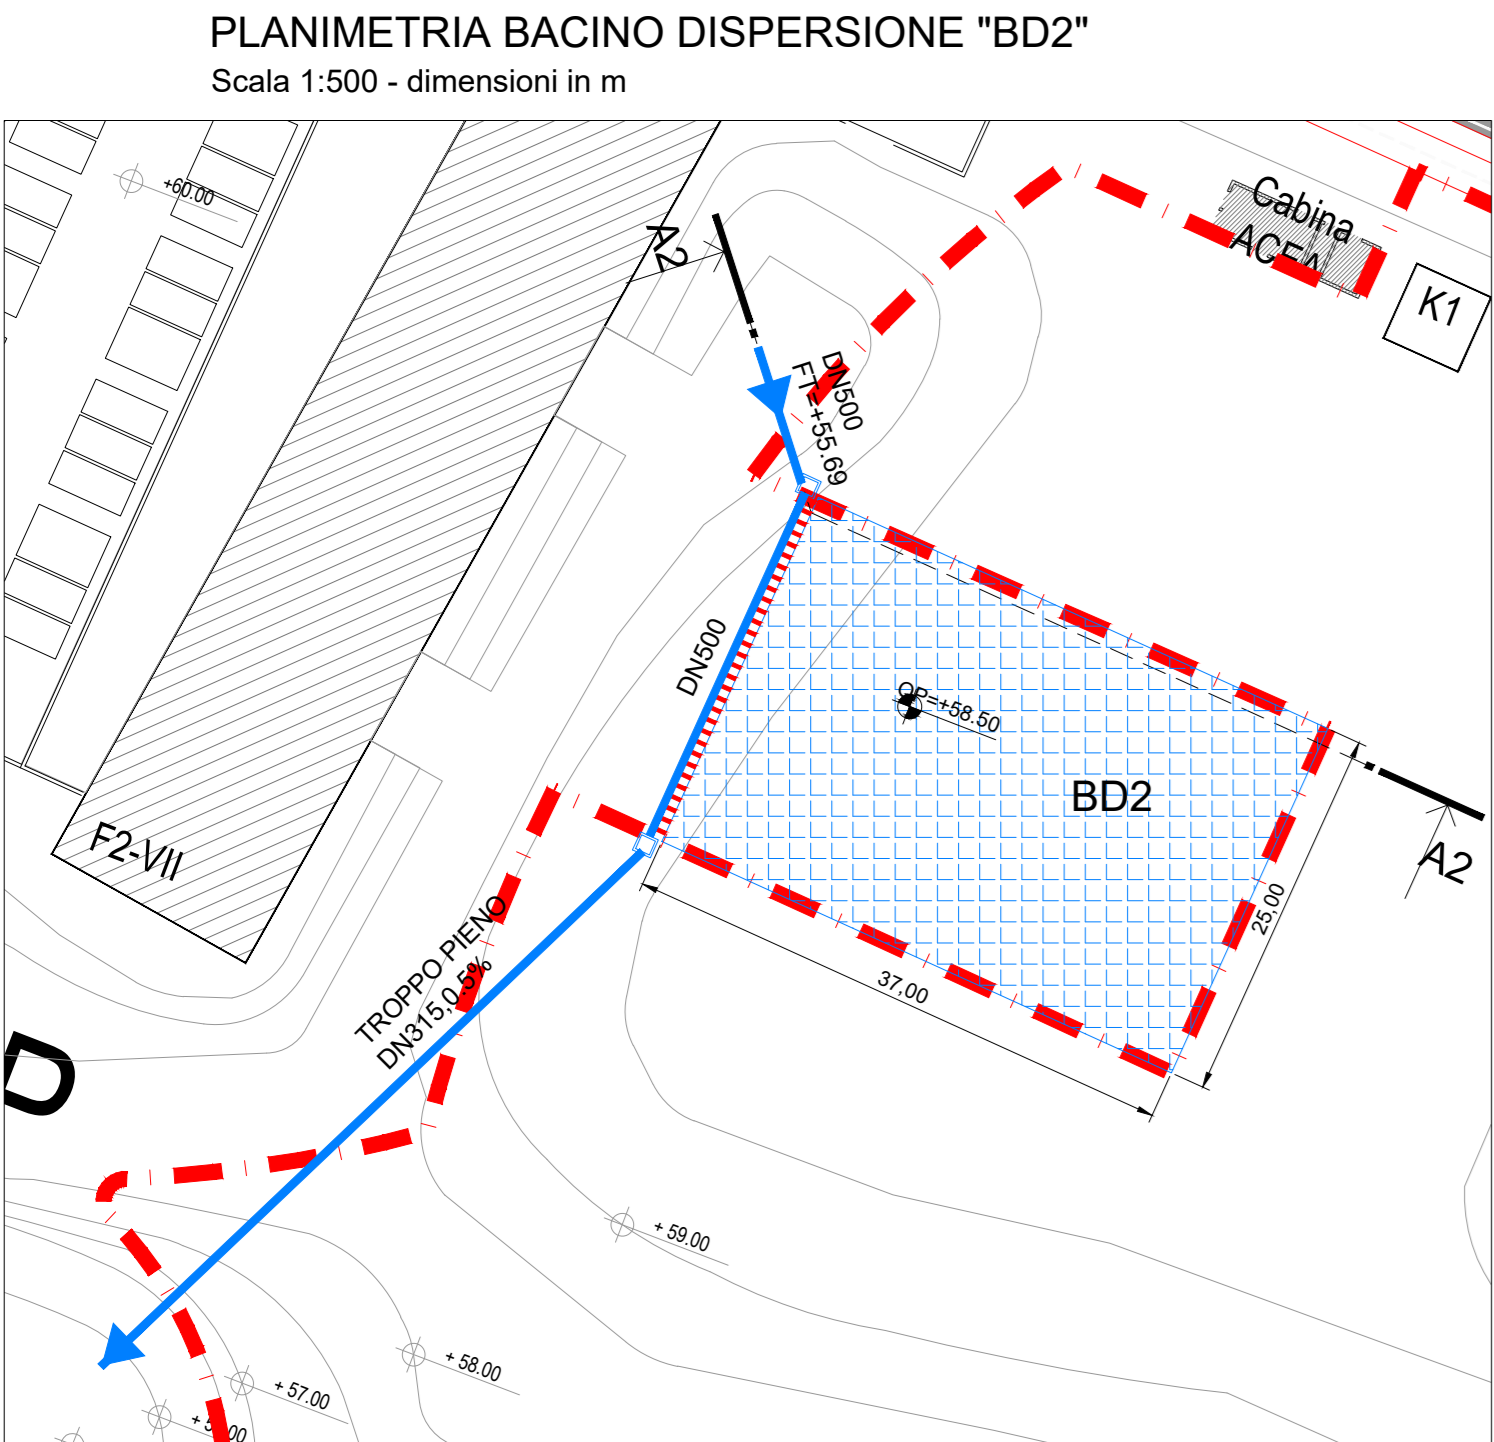 PLANIMETRIA BACINO DISPERSIONE "BD2"
Scala 1:500 - dimensioni in m
+60.00
A2
Cabina
ACEA
K1
DN500
FT=+55.69
DN500
QP=+58.50
BD2
A2
25,00
37,00
F2-VII
TROPPO PIENO
DN315,0.5%
D
+ 59.00
+ 58.00
+ 57.00